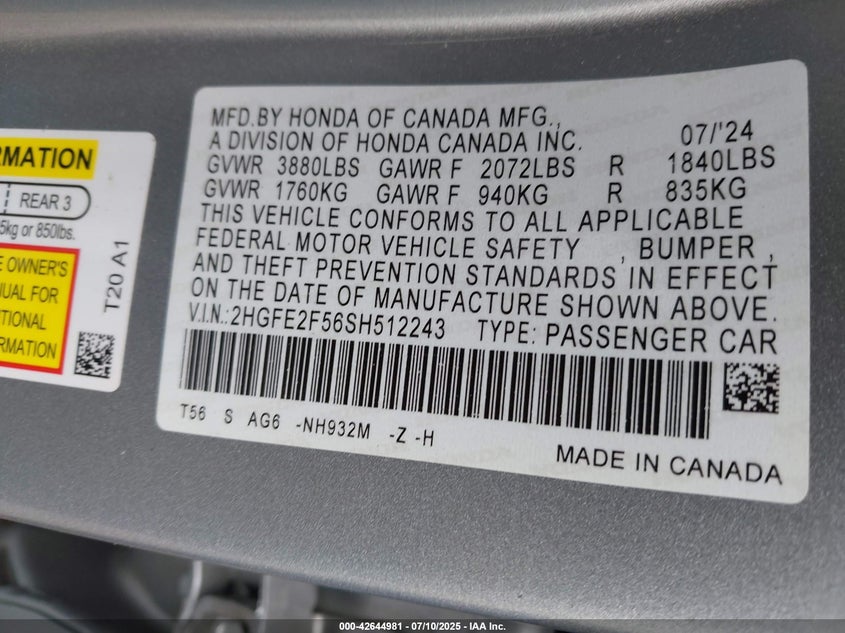 RMATION
REAR 3
5kg or 850lbs.
E OWNER'S
UAL FOR
TIONAL
RMATION
T20 A1
MFD.BY HONDA OF CANADA MFG.,
A DIVISION OF HONDA CANADA INC. 07/'24
GVWR 3880LBS GAWR F 2072LBS R 1840LBS
GVWR 1760KG GAWR F 940KG R 835KG
THIS VEHICLE CONFORMS TO ALL APPLICABLE
FEDERAL MOTOR VEHICLE SAFETY , BUMPER ,
AND THEFT PREVENTION STANDARDS IN EFFECT
ON THE DATE OF MANUFACTURE SHOWN ABOVE.
V.I.N.:2HGFE2F56SH512243 TYPE: PASSENGER CAR
T56 S AG6 -NH932M -Z -H
MADE IN CANADA
000-42644981 - 07/10/2025 - IAA Inc.